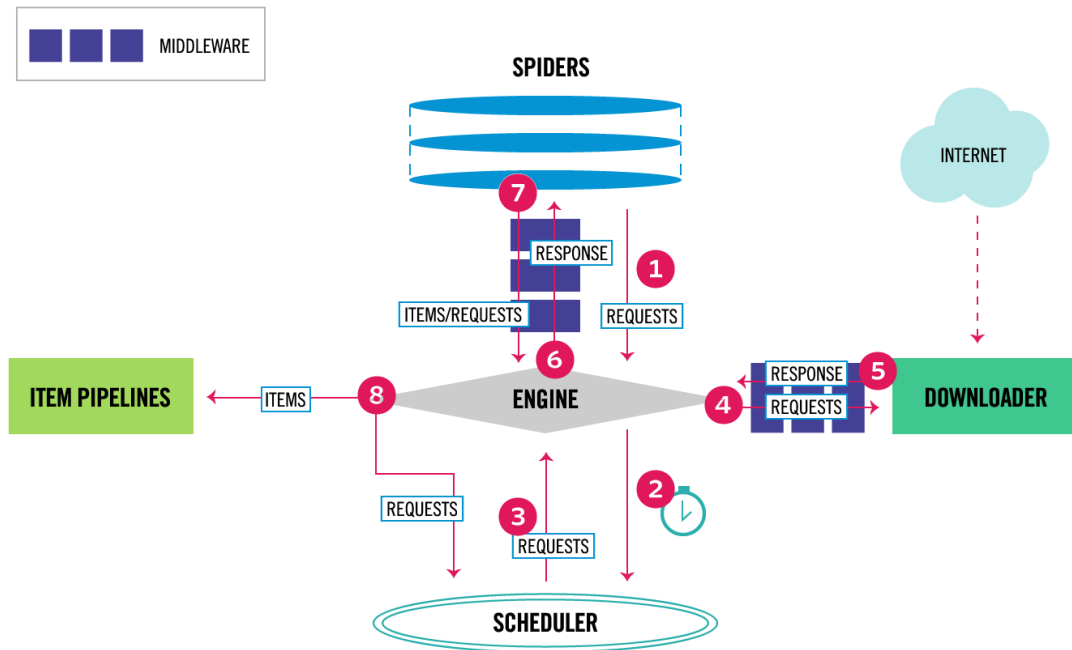 MIDDLEWARE
SPIDERS
INTERNET
7
RESPONSE
1
ITEMS/REQUESTS
REQUESTS
6
ITEM PIPELINES
ITEMS
8
ENGINE
4
RESPONSE
5
REQUESTS
DOWNLOADER
REQUESTS
3
REQUESTS
2
SCHEDULER